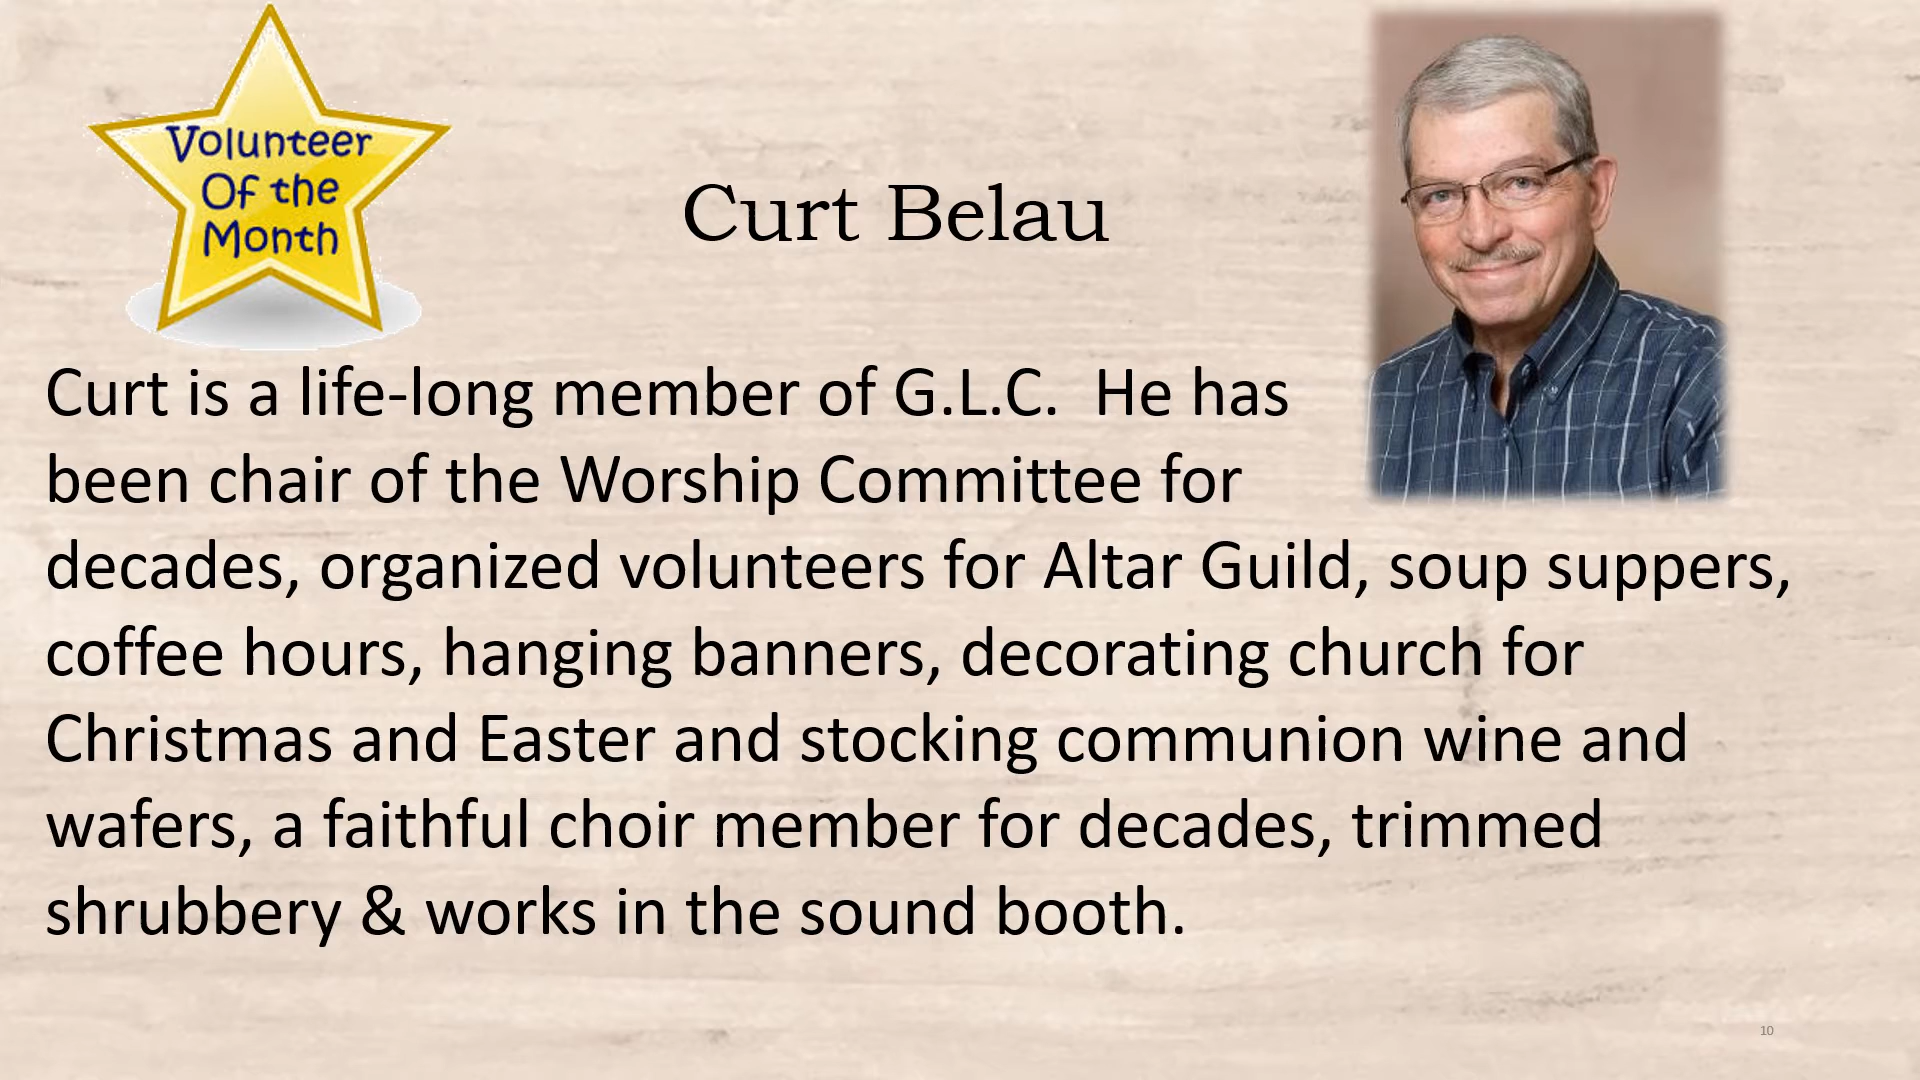 Volunteer
Of the
Month
Curt Belau
Curt is a life-long member of G.L.C.  He has
been chair of the Worship Committee for
decades, organized volunteers for Altar Guild, soup suppers,
coffee hours, hanging banners, decorating church for
Christmas and Easter and stocking communion wine and
wafers, a faithful choir member for decades, trimmed
shrubbery & works in the sound booth.
10